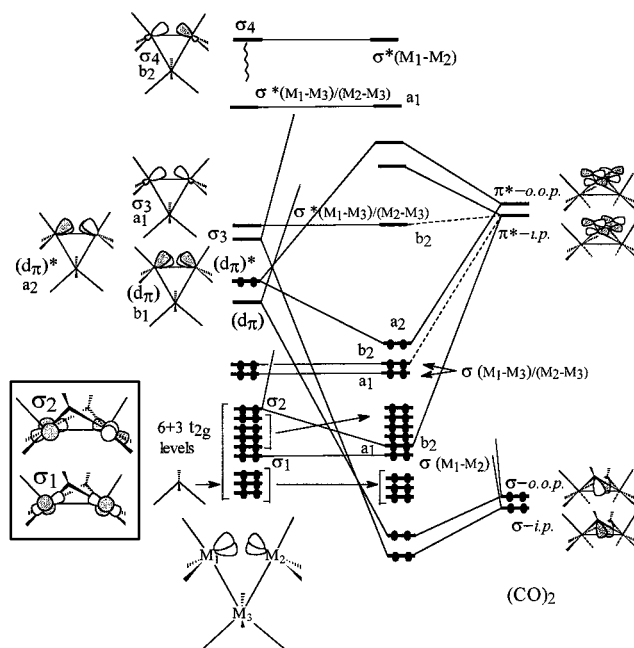 σ4
σ4
b2
σ*(M1-M2)
σ*(M1-M3)/(M2-M3)
a1
π*-o.o.p.
π*-i.p.
σ3
a1
σ3
σ*(M1-M3)/(M2-M3)
b2
(dπ)*
a2
(dπ)
b1
(dπ)*
(dπ)
a2
b2
a1
σ (M1-M3)/(M2-M3)
σ2
σ1
6+3 t2g
levels
σ2
σ1
a1
b2
σ (M1-M2)
σ-o.o.p.
σ-i.p.
M1
M2
M3
(CO)2